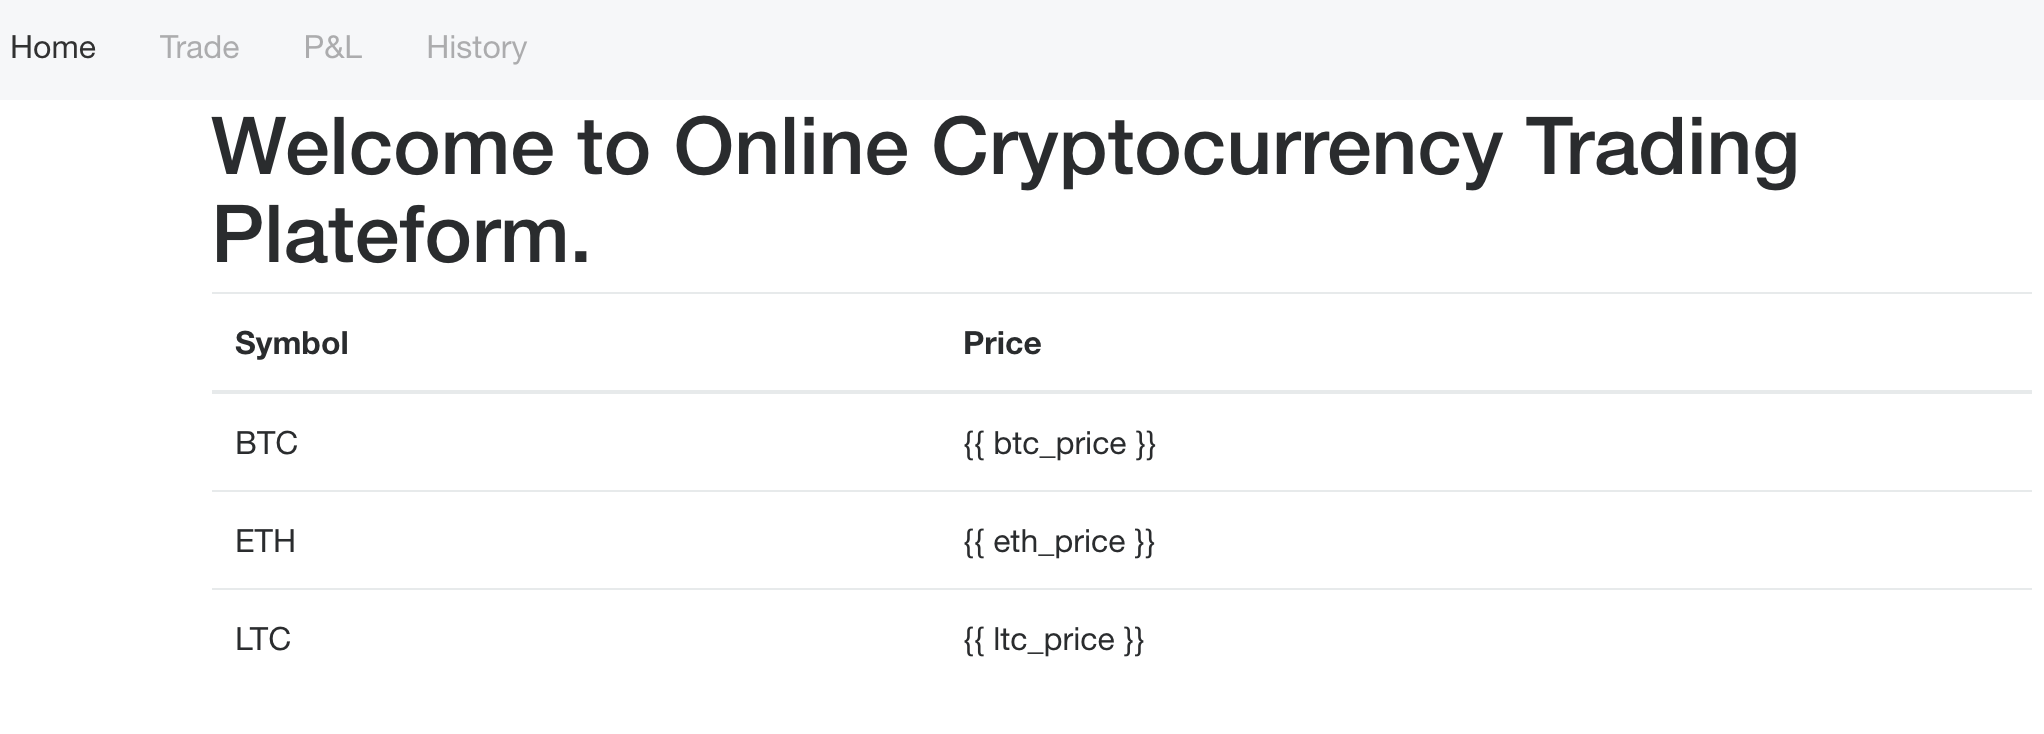 Home Trade P&L History
Welcome to Online Cryptocurrency Trading
Plateform.
Symbol Price
BTC {{ btc_price }}
ETH {{ eth_price }}
LTC {{ ltc_price }}